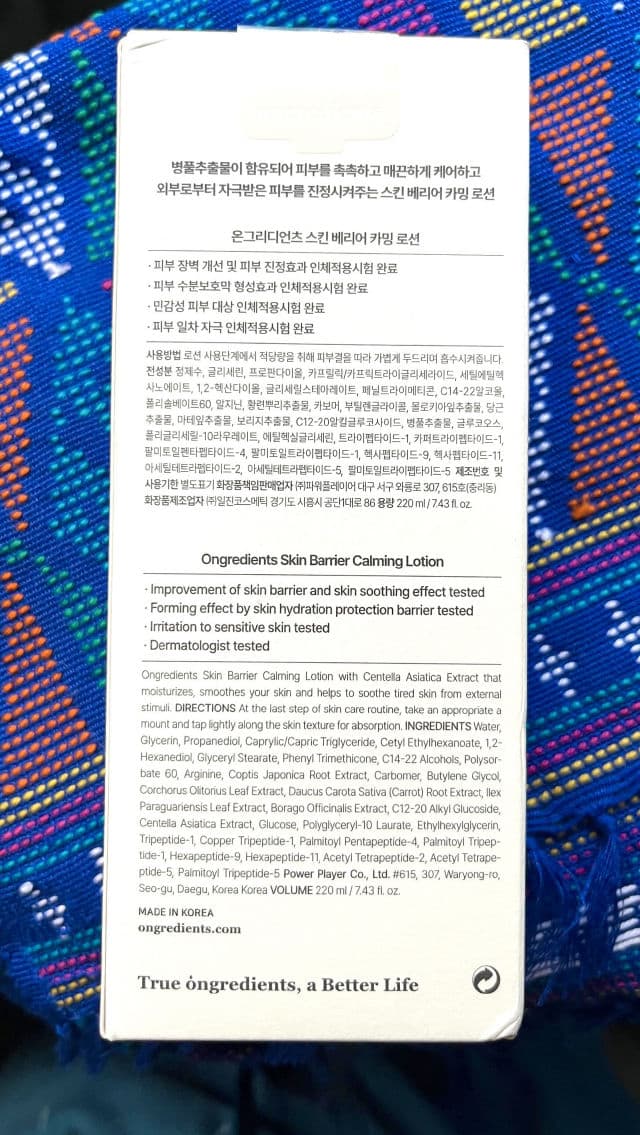 병풀추출물이 함유되어 피부를 촉촉하고 매끈하게 케어하고
외부로부터 자극받은 피부를 진정시켜주는 스킨 베리어 카밍 로션
온그리디언츠 스킨 베리어 카밍 로션
· 피부 장벽 개선 및 피부 진정효과 인체적용시험 완료
· 피부 수분보호막 형성효과 인체적용시험 완료
· 민감성 피부 대상 인체적용시험 완료
· 피부 일차 자극 인체적용시험 완료
사용방법 로션 사용단계에서 적당량을 취해 피부결을 따라 가볍게 두드리며 흡수시켜줍니다.
전성분 정제수, 글리세린, 프로판다이올, 카프릴릭/카프릭트라이글리세라이드, 세틸에틸헥
사노에이트, 1,2-헥산다이올, 글리세릴스테아레이트, 페닐트라이메티콘, C14-22알코올,
폴리솔베이트60, 알지닌, 황련뿌리추출물, 카보머, 부틸렌글라이콜, 몰로키아잎추출물, 당근
추출물, 마테잎추출물, 보리지추출물, C12-20알킬글루코사이드, 병풀추출물, 글루코오스,
폴리글리세릴-10라우레이트, 에틸헥실글리세린, 트라이펩타이드-1, 카퍼트라이펩타이드-1,
팔미토일펜타펩타이드-4, 팔미토일트라이펩타이드-1, 헥사펩타이드-9, 헥사펩타이드-11,
아세틸테트라펩타이드-2, 아세틸테트라펩타이드-5, 팔미토일트라이펩타이드-5 제조번호 및
사용기한 별도표기 화장품책임판매업자 ㈜파워플레이어 대구 서구 와룡로 307, 615호(중리동)
화장품제조업자 ㈜일진코스메틱 경기도 시흥시 공단1대로 86 용량 220 ml / 7.43 fl. oz.
Ongredients Skin Barrier Calming Lotion
· Improvement of skin barrier and skin soothing effect tested
· Forming effect by skin hydration protection barrier tested
· Irritation to sensitive skin tested
· Dermatologist tested
Ongredients Skin Barrier Calming Lotion with Centella Asiatica Extract that
moisturizes, smoothes your skin and helps to soothe tired skin from external
stimuli. DIRECTIONS At the last step of skin care routine, take an appropriate a
mount and tap lightly along the skin texture for absorption. INGREDIENTS Water,
Glycerin, Propanediol, Caprylic/Capric Triglyceride, Cetyl Ethylhexanoate, 1,2-
Hexanediol, Glyceryl Stearate, Phenyl Trimethicone, C14-22 Alcohols, Polysor-
bate 60, Arginine, Coptis Japonica Root Extract, Carbomer, Butylene Glycol,
Corchorus Olitorius Leaf Extract, Daucus Carota Sativa (Carrot) Root Extract, Ilex
Paraguariensis Leaf Extract, Borago Officinalis Extract, C12-20 Alkyl Glucoside,
Centella Asiatica Extract, Glucose, Polyglyceryl-10 Laurate, Ethylhexylglycerin,
Tripeptide-1, Copper Tripeptide-1, Palmitoyl Pentapeptide-4, Palmitoyl Tripep-
tide-1, Hexapeptide-9, Hexapeptide-11, Acetyl Tetrapeptide-2, Acetyl Tetrape-
ptide-5, Palmitoyl Tripeptide-5 Power Player Co., Ltd. #615, 307, Waryong-ro,
Seo-gu, Daegu, Korea Korea VOLUME 220 ml / 7.43 fl. oz.
MADE IN KOREA
ongredients.com
True ongredients, a Better Life